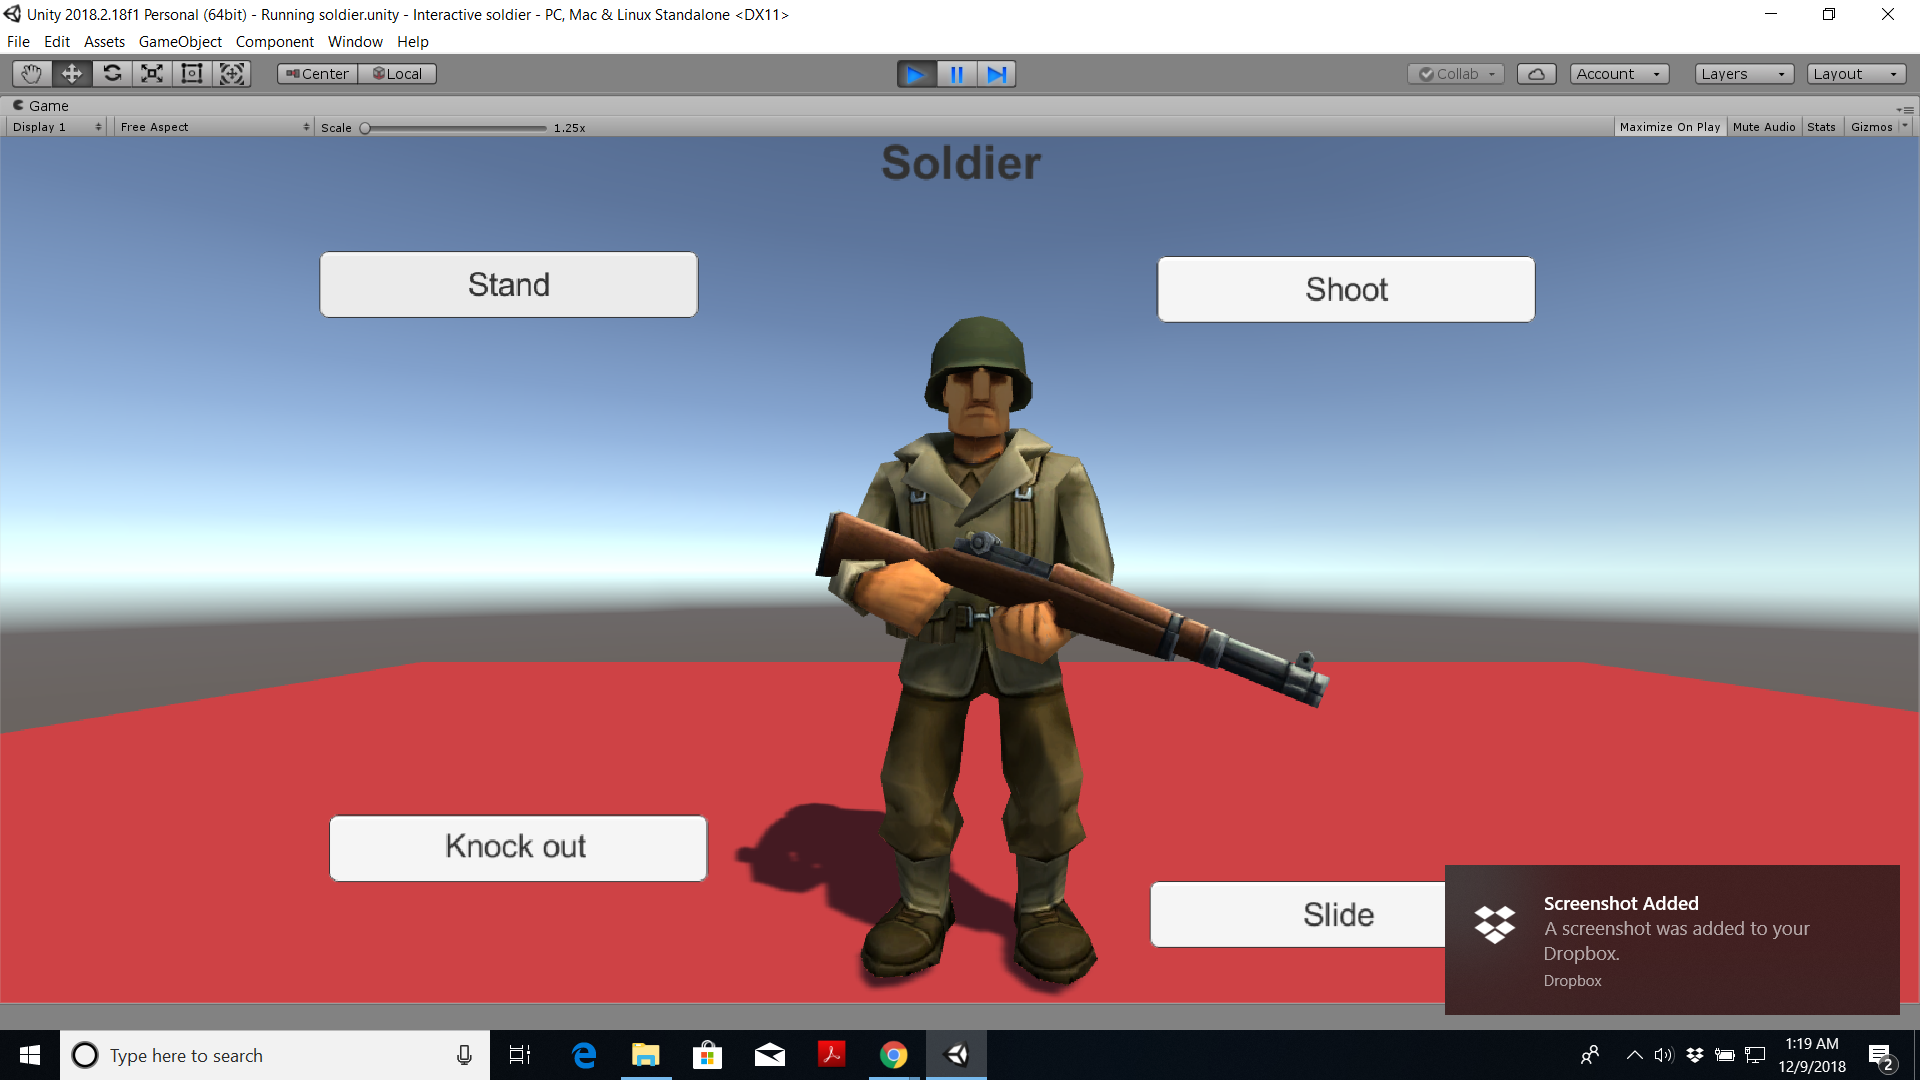 Unity 2018.2.18f1 Personal (64bit) - Running soldier.unity - Interactive soldier - PC, Mac & Linux Standalone <DX11>
File Edit Assets GameObject Component Window Help
Center Local Collab Account Layers Layout
Game
Display 1 Free Aspect Scale 1.25x Maximize On Play Mute Audio Stats Gizmos
Soldier
Stand
Shoot
Knock out
Slide
Screenshot Added
A screenshot was added to your
Dropbox.
Dropbox
Type here to search
1:19 AM
12/9/2018
2